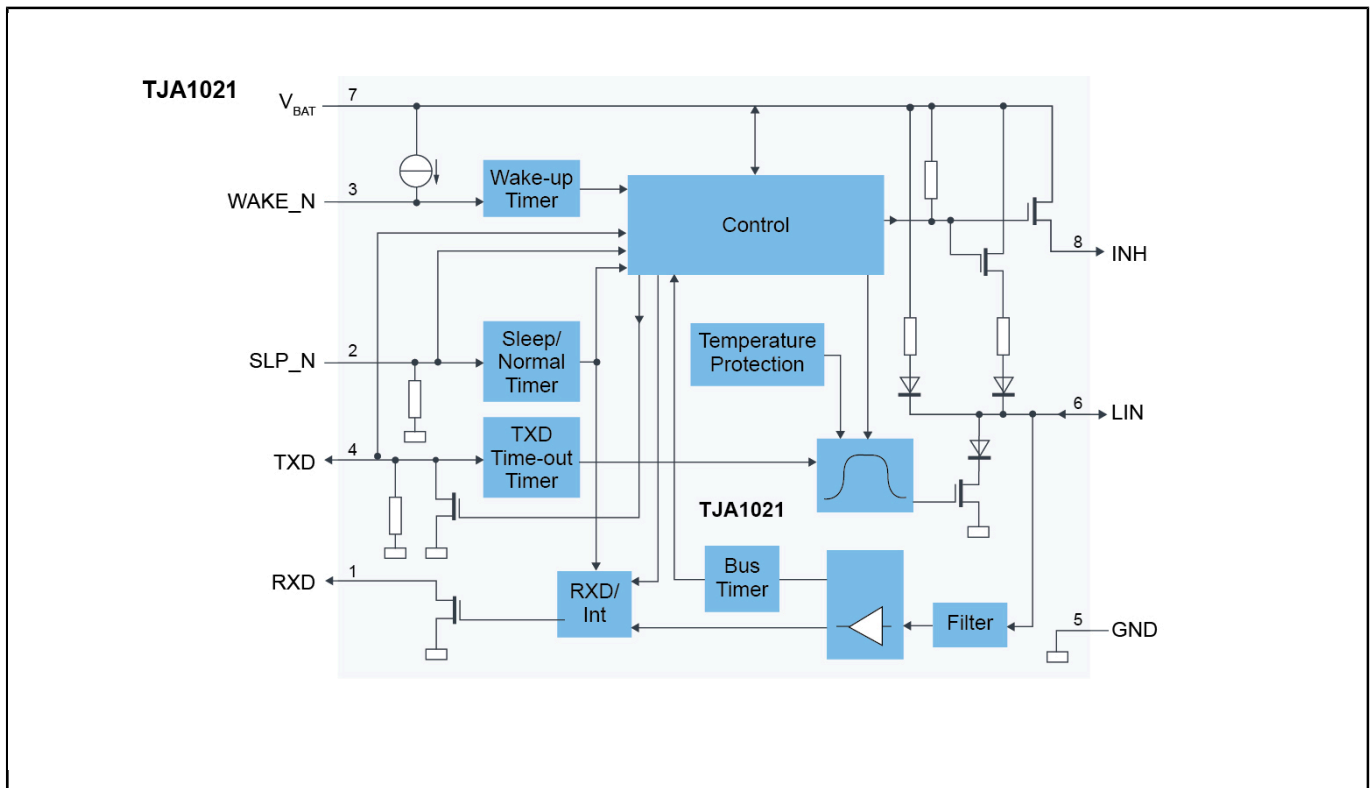 TJA1021
7
VBAT
3
WAKE_N
Wake-up
Timer
Control
8
INH
2
SLP_N
Sleep/
Normal
Timer
Temperature
Protection
6
LIN
4
TXD
TXD
Time-out
Timer
TJA1021
1
RXD
RXD/
Int
Bus
Timer
Filter
5
GND